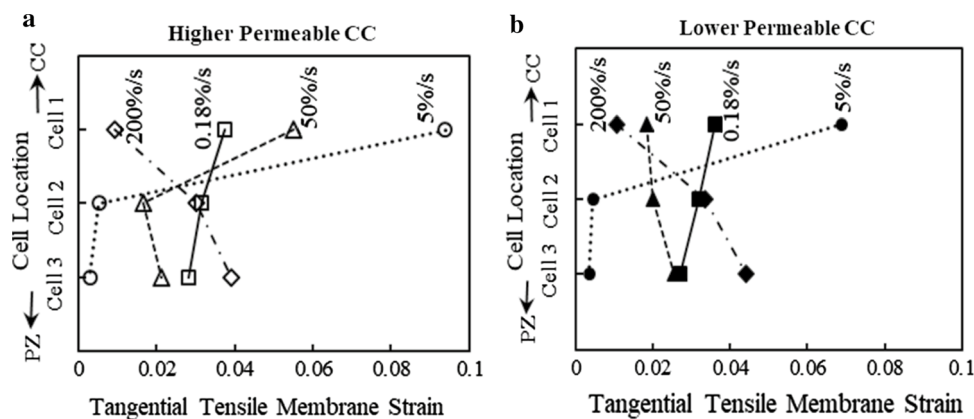 a
Higher Permeable CC
CC
Cell Location
PZ
Cell 1
Cell 2
Cell 3
200%/s
0.18%/s
50%/s
5%/s
0 0.02 0.04 0.06 0.08 0.1
Tangential Tensile Membrane Strain
b
Lower Permeable CC
CC
Cell Location
PZ
Cell 1
Cell 2
Cell 3
200%/s
50%/s
0.18%/s
5%/s
0 0.02 0.04 0.06 0.08 0.1
Tangential Tensile Membrane Strain